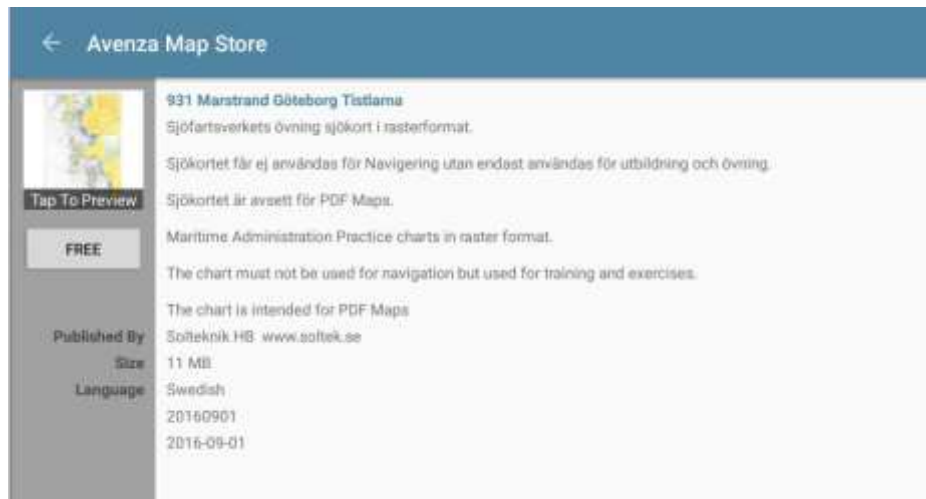 Avenza Map Store
931 Marstrand Göteborg Tistlarna
Sjöfartsverkets övning sjökort i rasterformat.
Sjökortet får ej användas för Navigering utan endast användas för utbildning och övning.
Tap To Preview
Sjökortet är avsett för PDF Maps.
FREE
Maritime Administration Practice charts in raster format.
The chart must not be used for navigation but used for training and exercises.
The chart is intended for PDF Maps
Published By Solteknik HB www.soltek.se
Size 11 MB
Language Swedish
20160901
2016-09-01